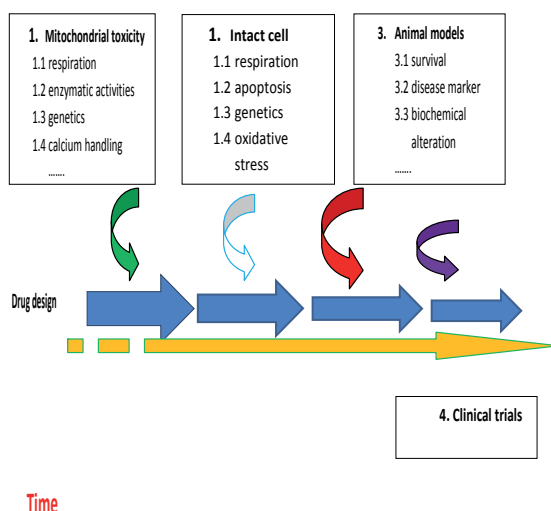 1. Mitochondrial toxicity
1.1 respiration
1.2 enzymatic activities
1.3 genetics
1.4 calcium handling
.......
1. Intact cell
1.1 respiration
1.2 apoptosis
1.3 genetics
1.4 oxidative
stress
3. Animal models
3.1 survival
3.2 disease marker
3.3 biochemical
alteration
.......
Drug design
4. Clinical trials
Time